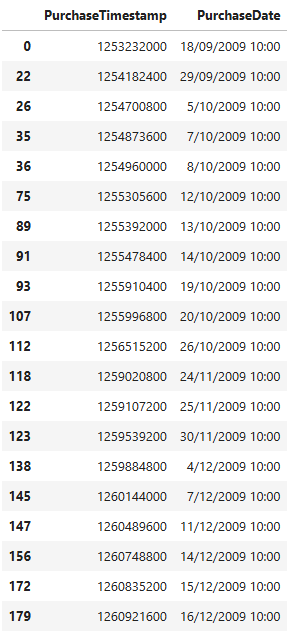 PurchaseTimestamp PurchaseDate
0 1253232000 18/09/2009 10:00
22 1254182400 29/09/2009 10:00
26 1254700800 5/10/2009 10:00
35 1254873600 7/10/2009 10:00
36 1254960000 8/10/2009 10:00
75 1255305600 12/10/2009 10:00
89 1255392000 13/10/2009 10:00
91 1255478400 14/10/2009 10:00
93 1255910400 19/10/2009 10:00
107 1255996800 20/10/2009 10:00
112 1256515200 26/10/2009 10:00
118 1259020800 24/11/2009 10:00
122 1259107200 25/11/2009 10:00
123 1259539200 30/11/2009 10:00
138 1259884800 4/12/2009 10:00
145 1260144000 7/12/2009 10:00
147 1260489600 11/12/2009 10:00
156 1260748800 14/12/2009 10:00
172 1260835200 15/12/2009 10:00
179 1260921600 16/12/2009 10:00